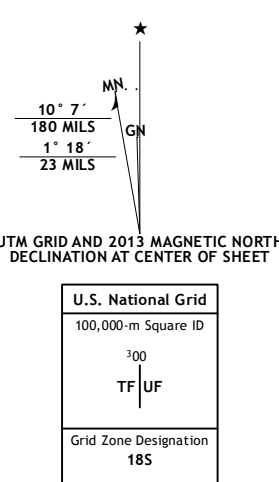 ★
MN
10° 7´
180 MILS
GN
1° 18´
23 MILS
UTM GRID AND 2013 MAGNETIC NORTH
DECLINATION AT CENTER OF SHEET
U.S. National Grid
100,000-m Square ID
³00
TF UF
Grid Zone Designation
18S